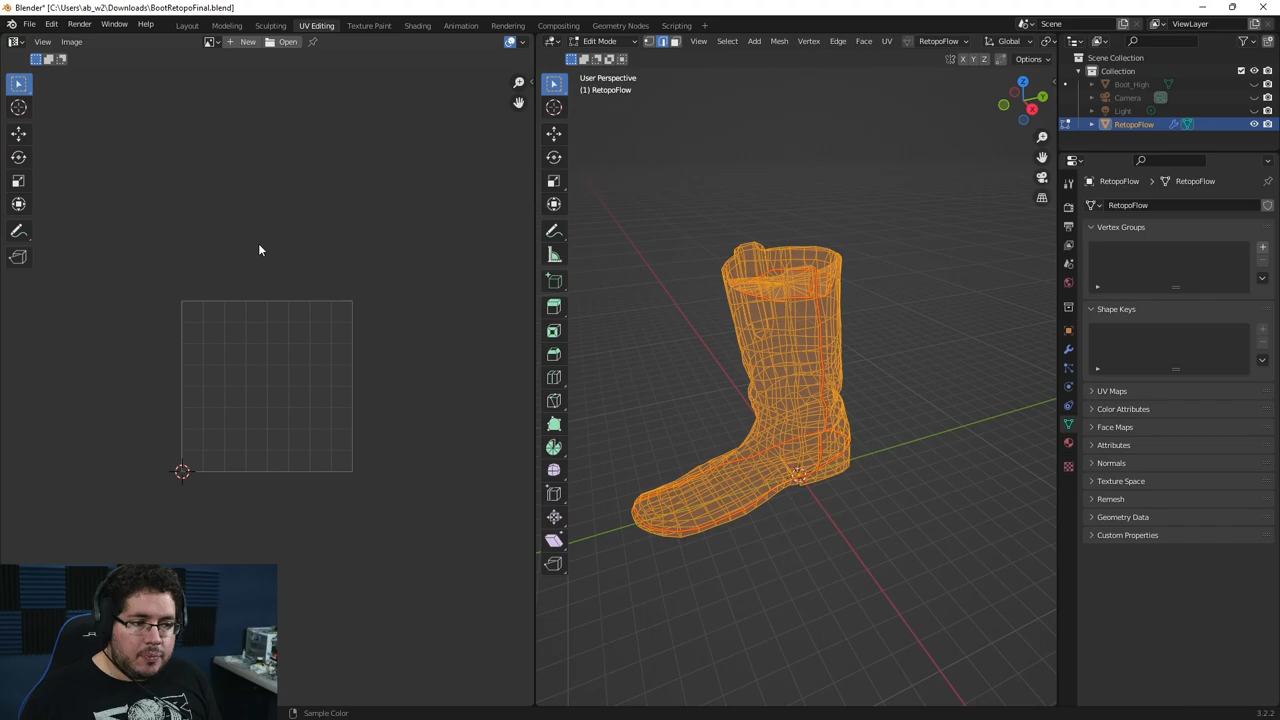 Blender* [C:\Users\ab_w2\Downloads\BootRetopoFinal.blend]
File Edit Render Window Help
Layout Modeling Sculpting UV Editing Texture Paint Shading Animation Rendering Compositing Geometry Nodes Scripting
Scene
ViewLayer
View Image
New
Open
Edit Mode
View Select Add Mesh Vertex Edge Face UV
RetopoFlow
Global
X Y Z
Options
User Perspective
(1) RetopoFlow
Z
Y
X
Scene Collection
Collection
Boot_High
Camera
Light
RetopoFlow
RetopoFlow > RetopoFlow
RetopoFlow
Vertex Groups
Shape Keys
UV Maps
Color Attributes
Face Maps
Attributes
Normals
Texture Space
Remesh
Geometry Data
Custom Properties
Sample Color
3.2.2